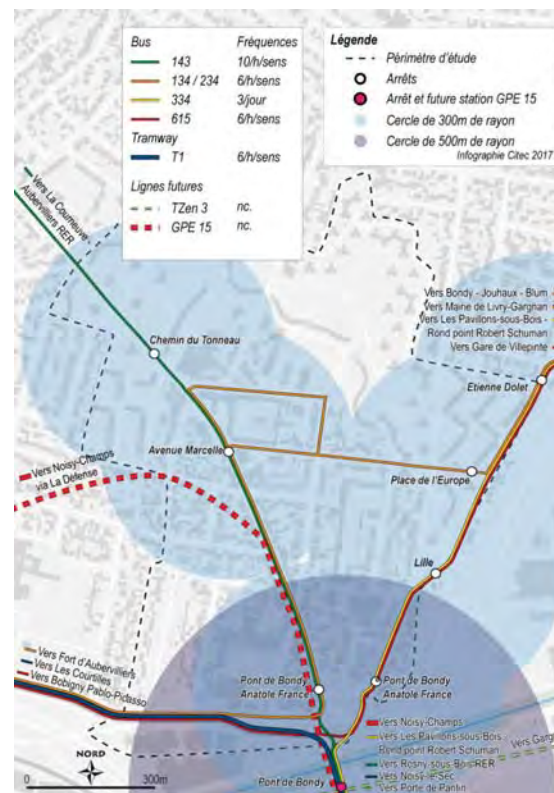 Bus Fréquences
143 10/h/sens
134 / 234 6/h/sens
334 3/jour
615 6/h/sens
Tramway
T1 6/h/sens
Lignes futures
TZen 3 nc.
GPE 15 nc.
Légende
Périmètre d'étude
Arrêts
Arrêt et future station GPE 15
Cercle de 300m de rayon
Cercle de 500m de rayon
Infographie Citec 2017
Vers La Courneuve
Aubervilliers RER
Vers Bondy - Jouhaux - Blum
Vers Mairie de Livry-Gargnan
Vers Les Pavillons-sous-Bois -
Rond point Robert Schuman
Vers Gare de Villepinte
Chemin du Tonneau
Etienne Dolet
Avenue Marcelle
Place de l'Europe
Vers Noisy-Champs
via La Défense
Lille
Vers Fort d'Aubervilliers
Vers Les Courtilles
Vers Bobigny Pablo-Picasso
Pont de Bondy
Anatole France
Pont de Bondy
Anatole France
Vers Noisy-Champs
Vers Les Pavillons-sous-Bois -
Rond point Robert Schuman
Vers Rosny-sous-Bois RER
Vers Noisy-le-Sec
Vers Porte de Pantin
Vers
NORD
0 300m
Pont de Bondy